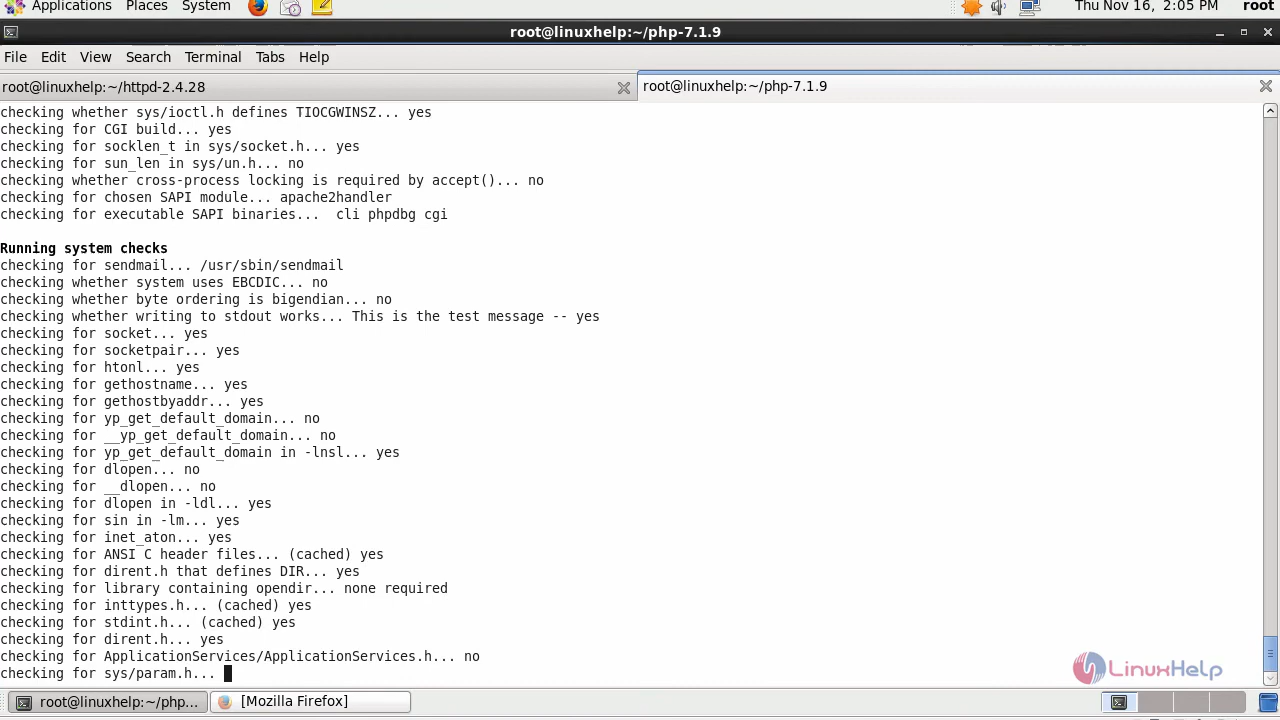 Applications Places System Thu Nov 16, 2:05 PM root
root@linuxhelp:~/php-7.1.9
File Edit View Search Terminal Tabs Help
root@linuxhelp:~/httpd-2.4.28 root@linuxhelp:~/php-7.1.9
checking whether sys/ioctl.h defines TIOCGWINSZ... yes
checking for CGI build... yes
checking for socklen_t in sys/socket.h... yes
checking for sun_len in sys/un.h... no
checking whether cross-process locking is required by accept()... no
checking for chosen SAPI module... apache2handler
checking for executable SAPI binaries...  cli phpdbg cgi
Running system checks
checking for sendmail... /usr/sbin/sendmail
checking whether system uses EBCDIC... no
checking whether byte ordering is bigendian... no
checking whether writing to stdout works... This is the test message -- yes
checking for socket... yes
checking for socketpair... yes
checking for htonl... yes
checking for gethostname... yes
checking for gethostbyaddr... yes
checking for yp_get_default_domain... no
checking for __yp_get_default_domain... no
checking for yp_get_default_domain in -lnsl... yes
checking for dlopen... no
checking for __dlopen... no
checking for dlopen in -ldl... yes
checking for sin in -lm... yes
checking for inet_aton... yes
checking for ANSI C header files... (cached) yes
checking for dirent.h that defines DIR... yes
checking for library containing opendir... none required
checking for inttypes.h... (cached) yes
checking for stdint.h... (cached) yes
checking for dirent.h... yes
checking for ApplicationServices/ApplicationServices.h... no
checking for sys/param.h...
LinuxHelp
root@linuxhelp:~/php... [Mozilla Firefox]